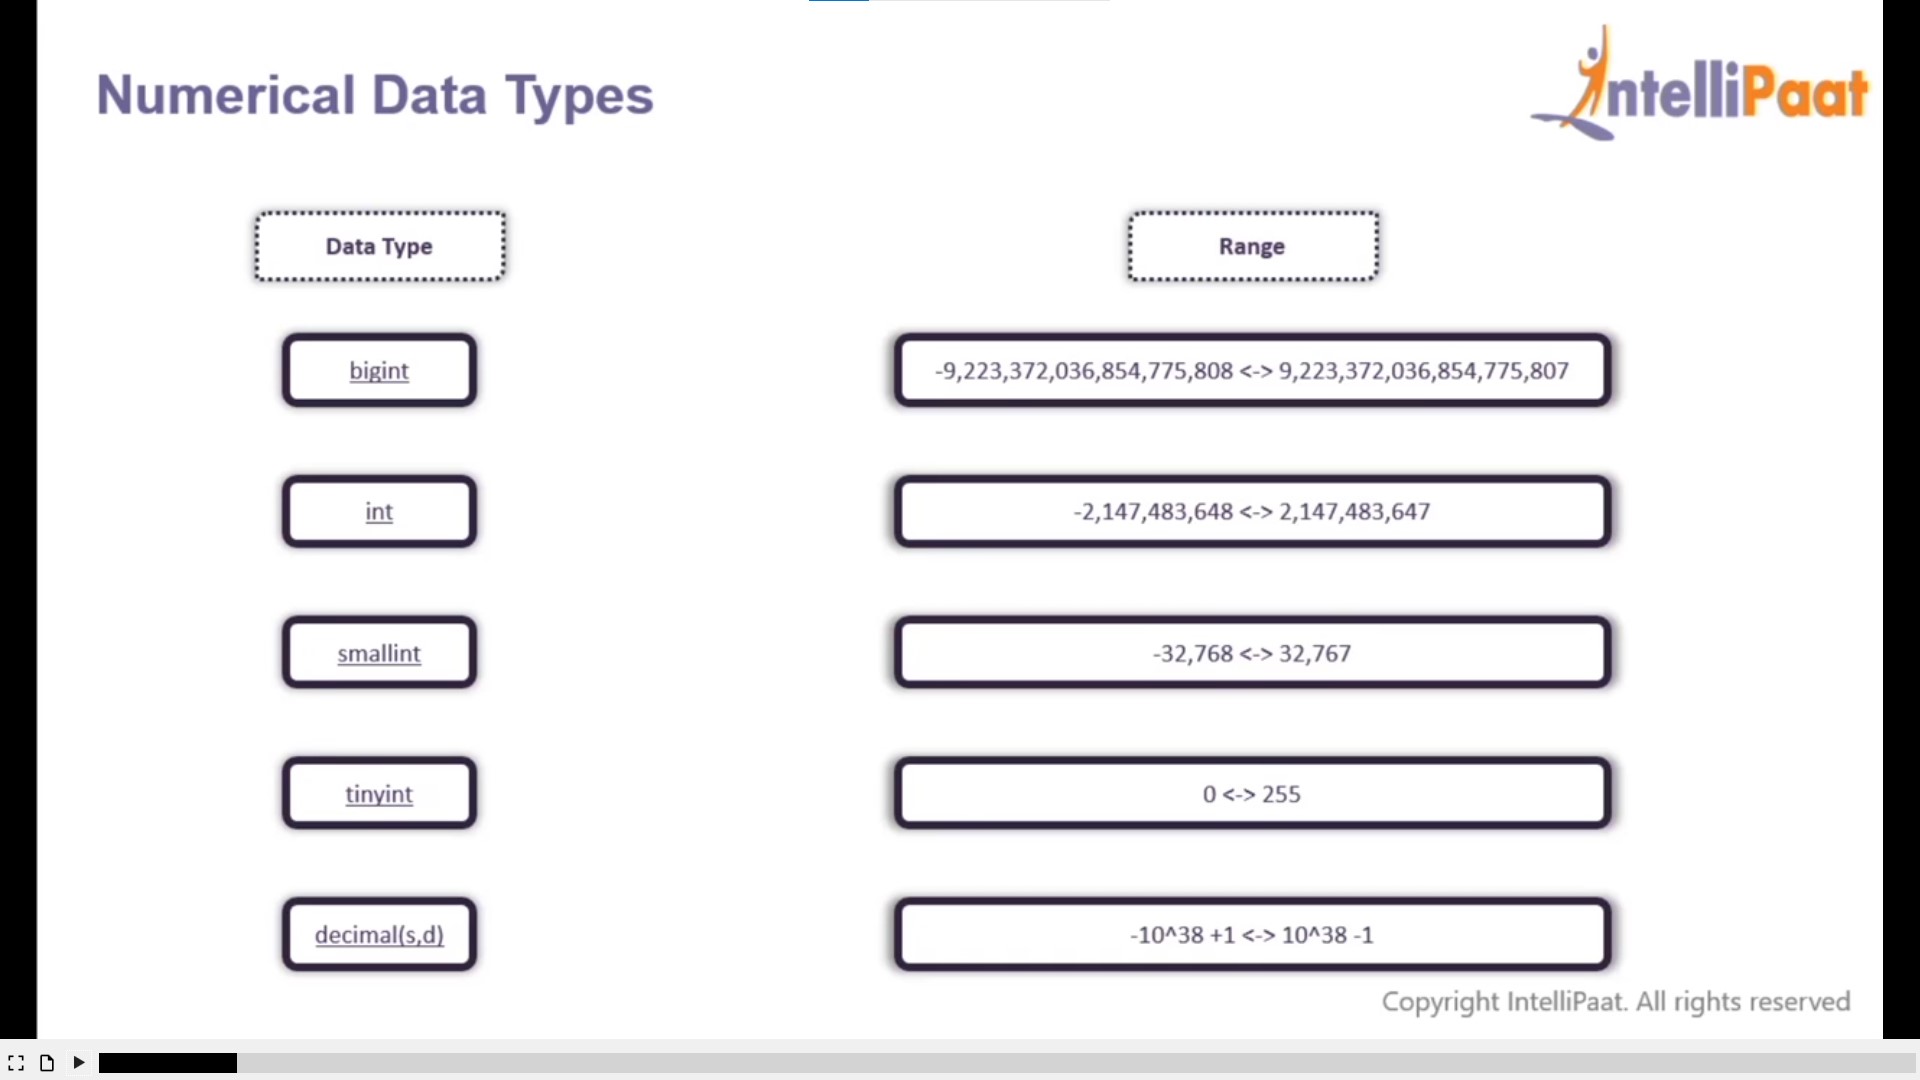 Numerical Data Types
IntelliPaat
Data Type
Range
bigint
-9,223,372,036,854,775,808 <-> 9,223,372,036,854,775,807
int
-2,147,483,648 <-> 2,147,483,647
smallint
-32,768 <-> 32,767
tinyint
0 <-> 255
decimal(s,d)
-10^38 +1 <-> 10^38 -1
Copyright IntelliPaat. All rights reserved